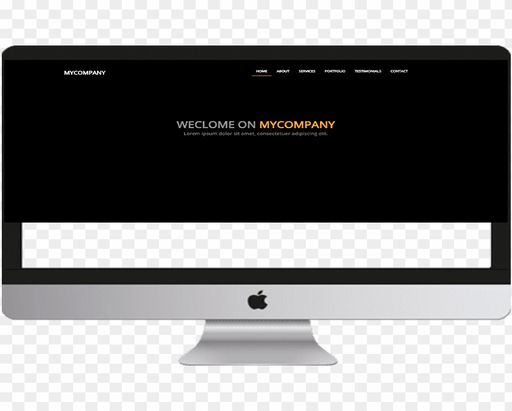 MYCOMPANY
HOME ABOUT SERVICES PORTFOLIO TESTIMONIALS CONTACT
WECLOME ON MYCOMPANY
Lorem ipsum dolor sit amet, consectetuer adipiscing elit.